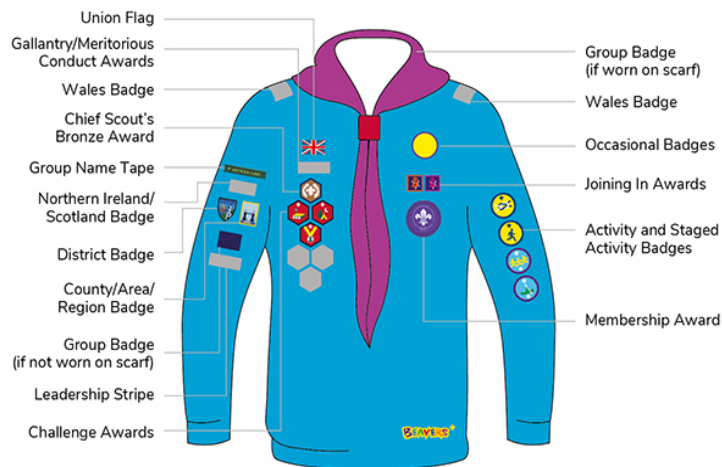 Union Flag
Gallantry/Meritorious
Conduct Awards
Wales Badge
Chief Scout's
Bronze Award
Group Name Tape
Northern Ireland/
Scotland Badge
District Badge
County/Area/
Region Badge
Group Badge
(if not worn on scarf)
Leadership Stripe
Challenge Awards
Group Badge
(if worn on scarf)
Wales Badge
Occasional Badges
Joining In Awards
Activity and Staged
Activity Badges
Membership Award
BEAVERS